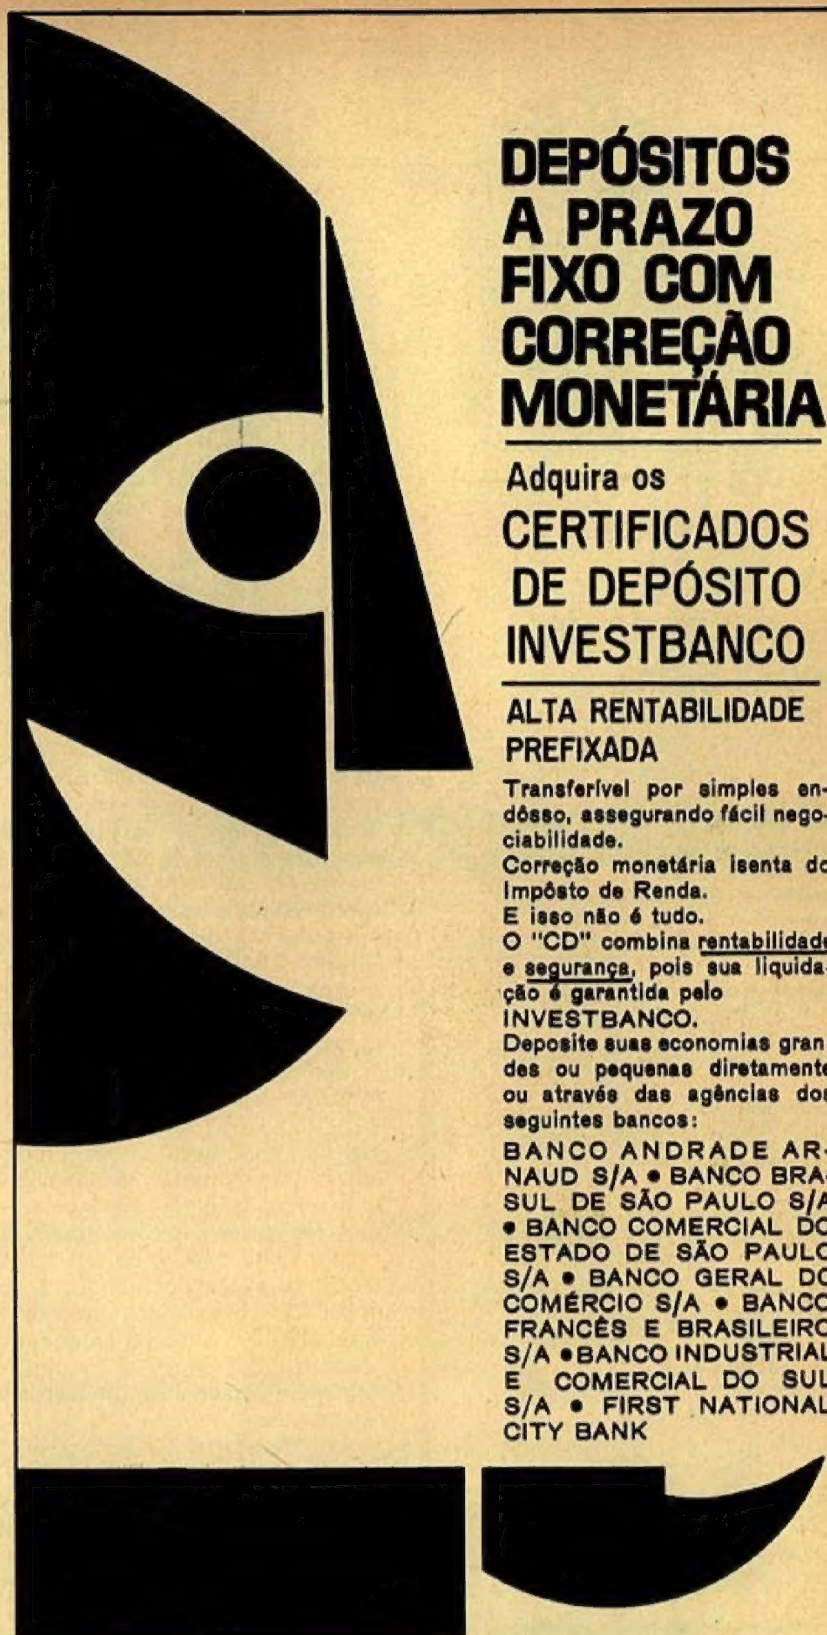 DEPÓSITOS
A PRAZO
FIXO COM
CORREÇÃO
MONETÁRIA
Adquira os
CERTIFICADOS
DE DEPÓSITO
INVESTBANCO
ALTA RENTABILIDADE
PREFIXADA
Transferível por simples en-
dôsso, assegurando fácil nego-
ciabilidade.
Correção monetária isenta do
Impôsto de Renda.
E isso não é tudo.
O "CD" combina rentabilidade
e segurança, pois sua liquida-
ção é garantida pelo
INVESTBANCO.
Deposite suas economias gran-
des ou pequenas diretamente
ou através das agências dos
seguintes bancos:
BANCO ANDRADE AR-
NAUD S/A • BANCO BRA-
SUL DE SÃO PAULO S/A
• BANCO COMERCIAL DO
ESTADO DE SÃO PAULO
S/A • BANCO GERAL DO
COMÉRCIO S/A • BANCO
FRANCÊS E BRASILEIRO
S/A • BANCO INDUSTRIAL
E COMERCIAL DO SUL
S/A • FIRST NATIONAL
CITY BANK